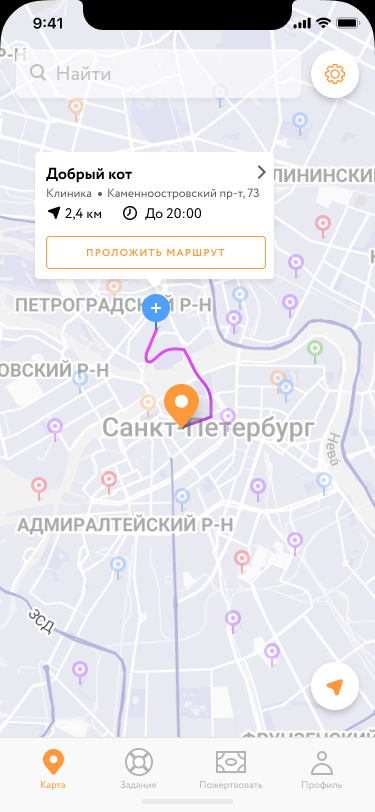 9:41
Р-Н
Найти
Добрый кот
Клиника • Каменноостровский пр-т, 73
2,4 км До 20:00
ПРОЛОЖИТЬ МАРШРУТ
ЛИНИНСКИЙ
ПЕТРОГРАДСКИЙ Р-Н
ОВСКИЙ Р-Н
Санкт-Петербург
Нева
АДМИРАЛТЕЙСКИЙ Р-Н
ЗСД
ФРУНЗЕНСКИЙ
Карта Задания Пожертвовать Профиль